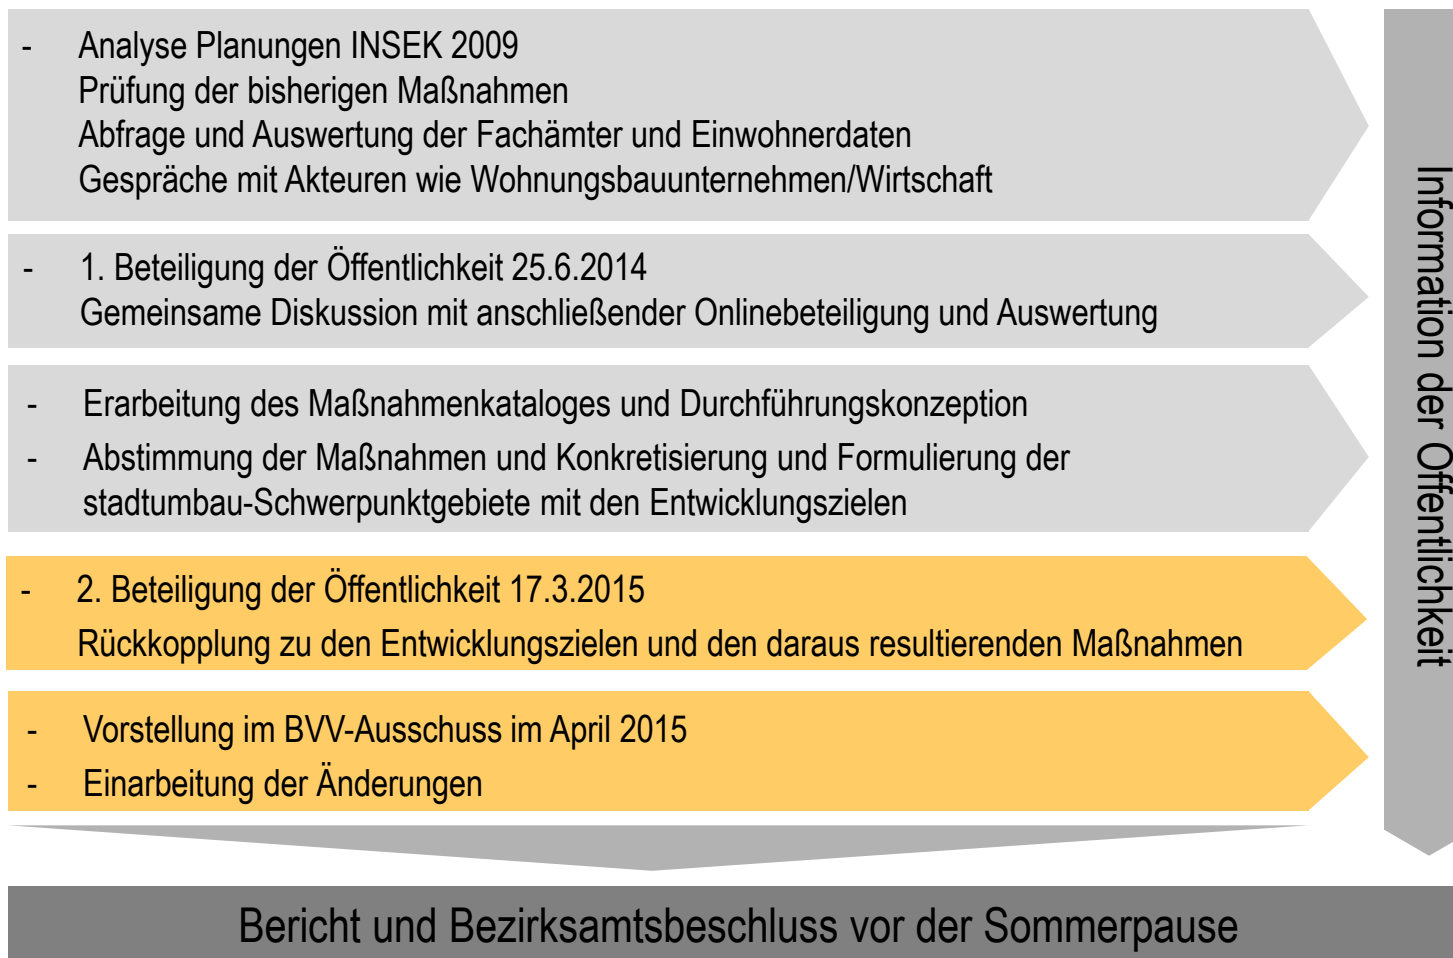 - Analyse Planungen INSEK 2009
Prüfung der bisherigen Maßnahmen
Abfrage und Auswertung der Fachämter und Einwohnerdaten
Gespräche mit Akteuren wie Wohnungsbauunternehmen/Wirtschaft
- 1. Beteiligung der Öffentlichkeit 25.6.2014
Gemeinsame Diskussion mit anschließender Onlinebeteiligung und Auswertung
- Erarbeitung des Maßnahmenkataloges und Durchführungskonzeption
- Abstimmung der Maßnahmen und Konkretisierung und Formulierung der
stadtumbau-Schwerpunktgebiete mit den Entwicklungszielen
- 2. Beteiligung der Öffentlichkeit 17.3.2015
Rückkopplung zu den Entwicklungszielen und den daraus resultierenden Maßnahmen
- Vorstellung im BVV-Ausschuss im April 2015
- Einarbeitung der Änderungen
Information der Öffentlichkeit
Bericht und Bezirksamtsbeschluss vor der Sommerpause